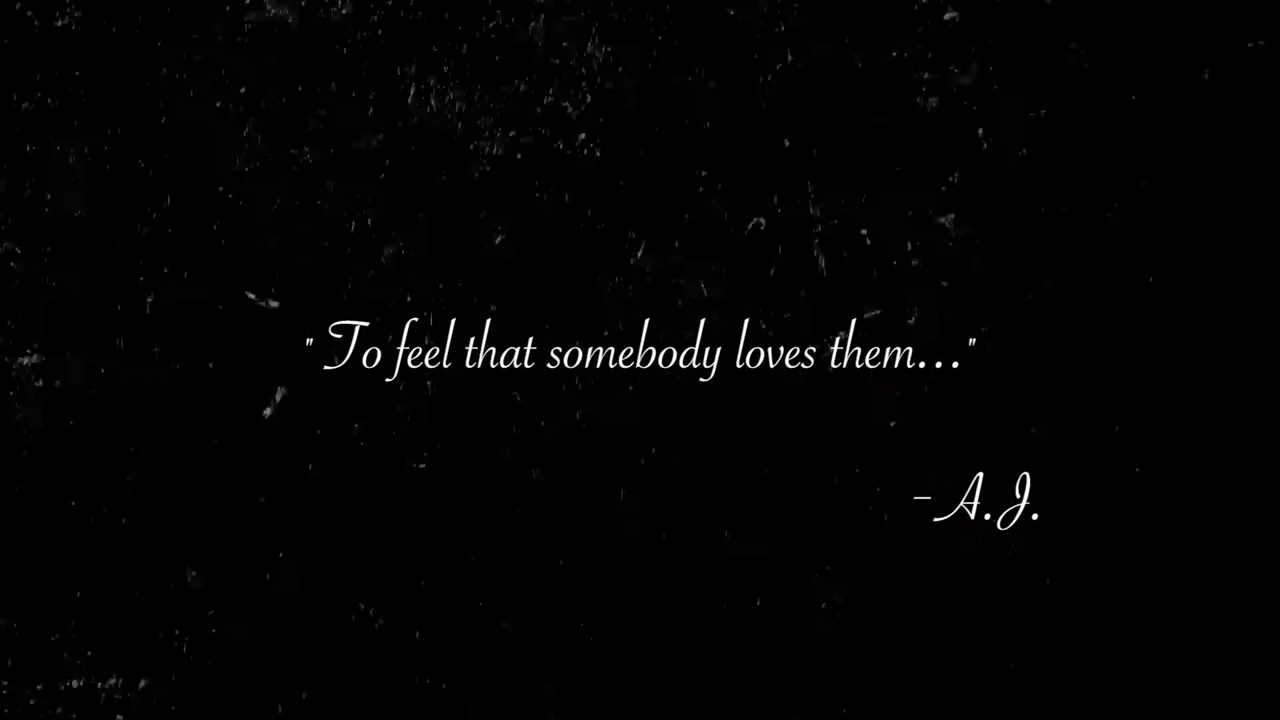 " To feel that somebody loves them..."
- A.J.